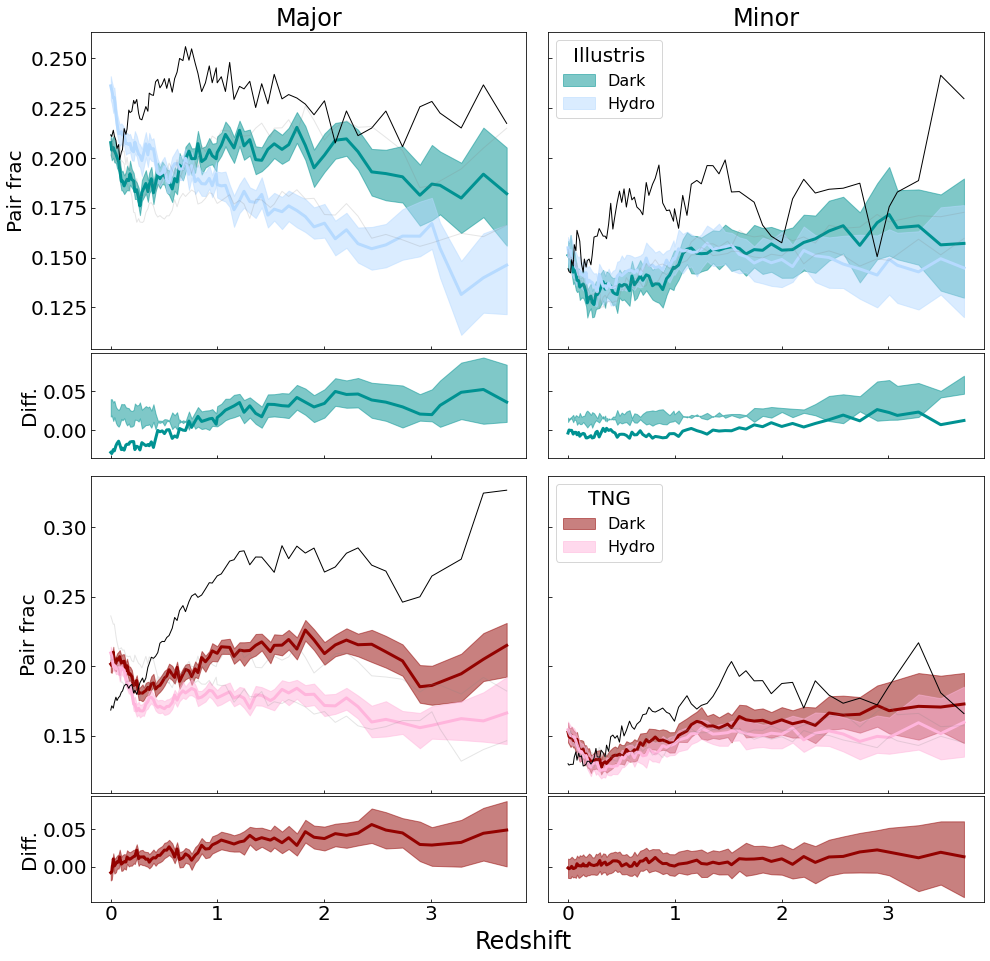 Major
Minor
0.250
0.225
0.200
0.175
0.150
0.125
Pair frac
Illustris
Dark
Hydro
0.05
0.00
Diff.
0.30
0.25
0.20
0.15
Pair frac
TNG
Dark
Hydro
0.05
0.00
Diff.
0 1 2 3
0 1 2 3
Redshift